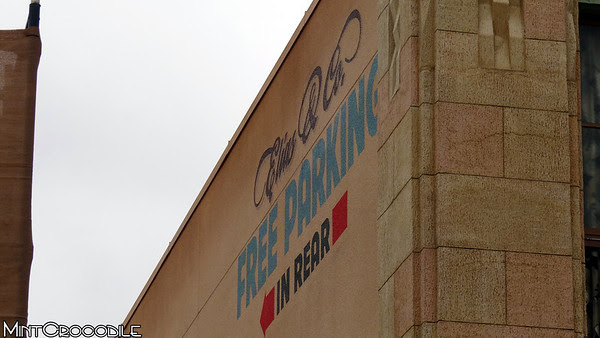 Elias & Co.
FREE PARKING
IN REAR
MintCrocodile